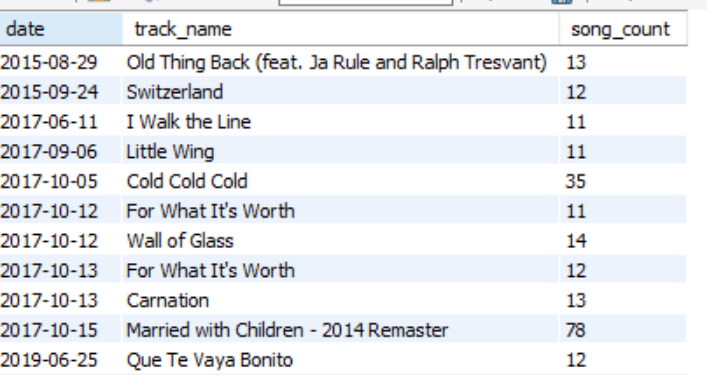 date track_name song_count
2015-08-29 Old Thing Back (feat. Ja Rule and Ralph Tresvant) 13
2015-09-24 Switzerland 12
2017-06-11 I Walk the Line 11
2017-09-06 Little Wing 11
2017-10-05 Cold Cold Cold 35
2017-10-12 For What It's Worth 11
2017-10-12 Wall of Glass 14
2017-10-13 For What It's Worth 12
2017-10-13 Carnation 13
2017-10-15 Married with Children - 2014 Remaster 78
2019-06-25 Que Te Vaya Bonito 12